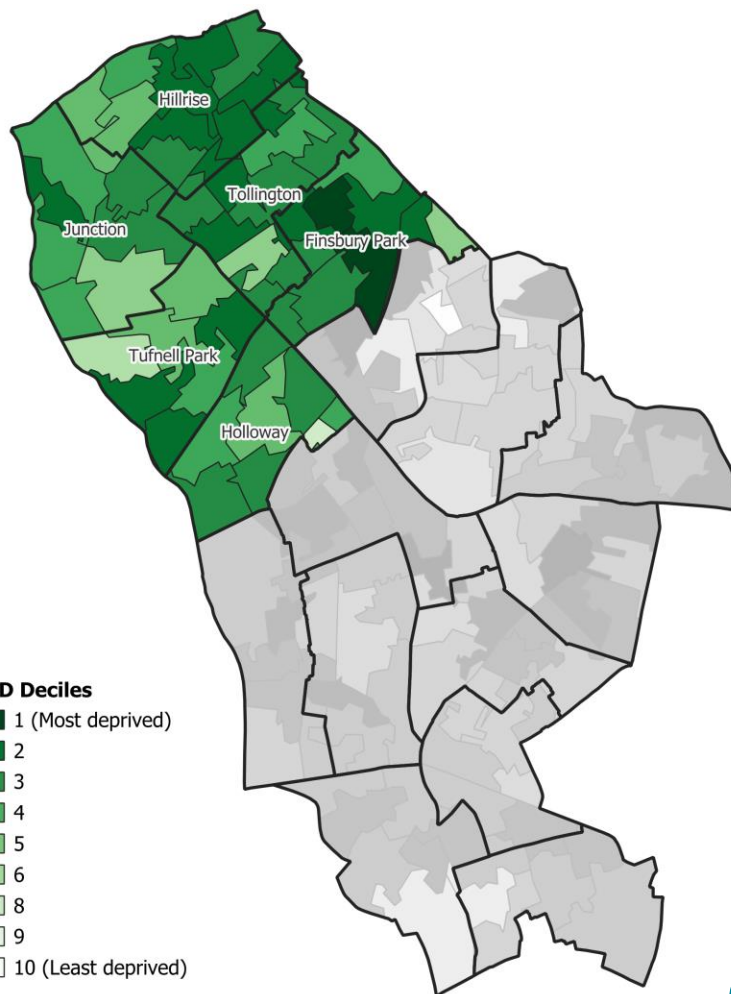 Hillrise
Tollington
Junction
Finsbury Park
Tufnell Park
Holloway
D Deciles
1 (Most deprived)
2
3
4
5
6
8
9
10 (Least deprived)